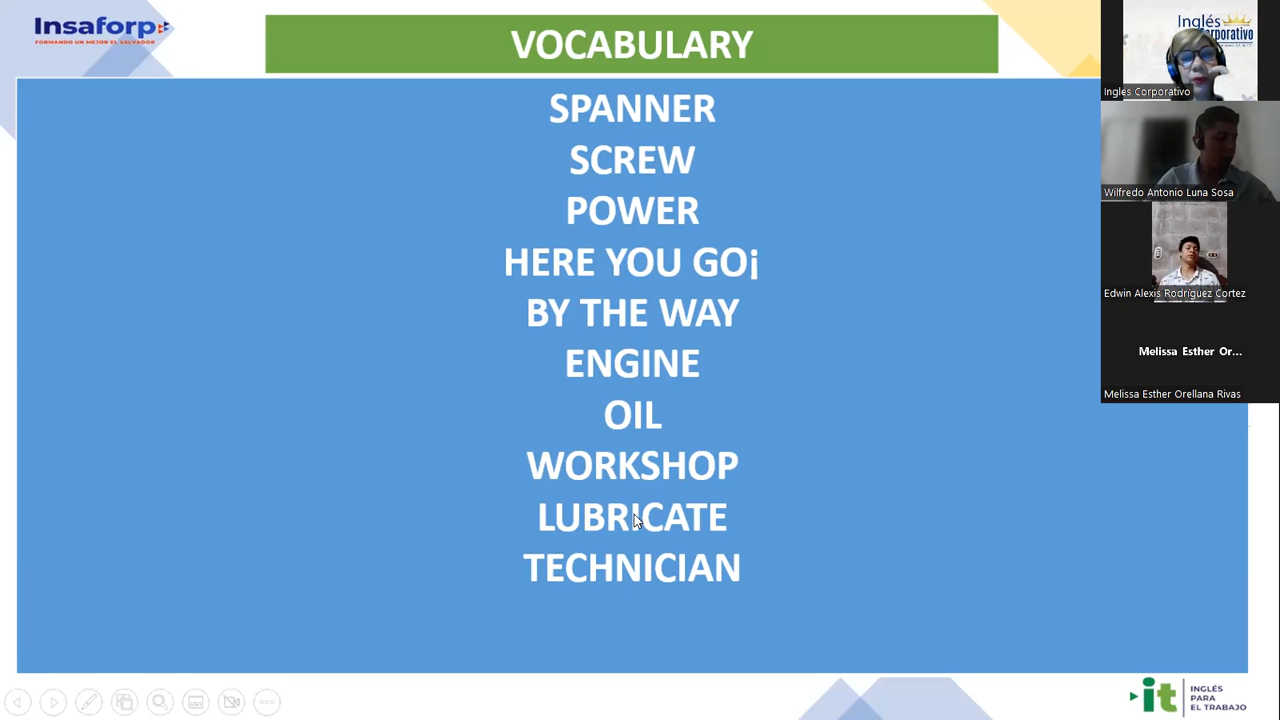 Insaforp
FORMANDO UN MEJOR EL SALVADOR
VOCABULARY
SPANNER
SCREW
POWER
HERE YOU GO¡
BY THE WAY
ENGINE
OIL
WORKSHOP
LUBRICATE
TECHNICIAN
Inglés
Corporativo
Ingles Corporativo
Wilfredo Antonio Luna Sosa
Edwin Alexis Rodriguez Cortez
Melissa Esther Or...
Melissa Esther Orellana Rivas
it
INGLÉS
PARA
EL TRABAJO